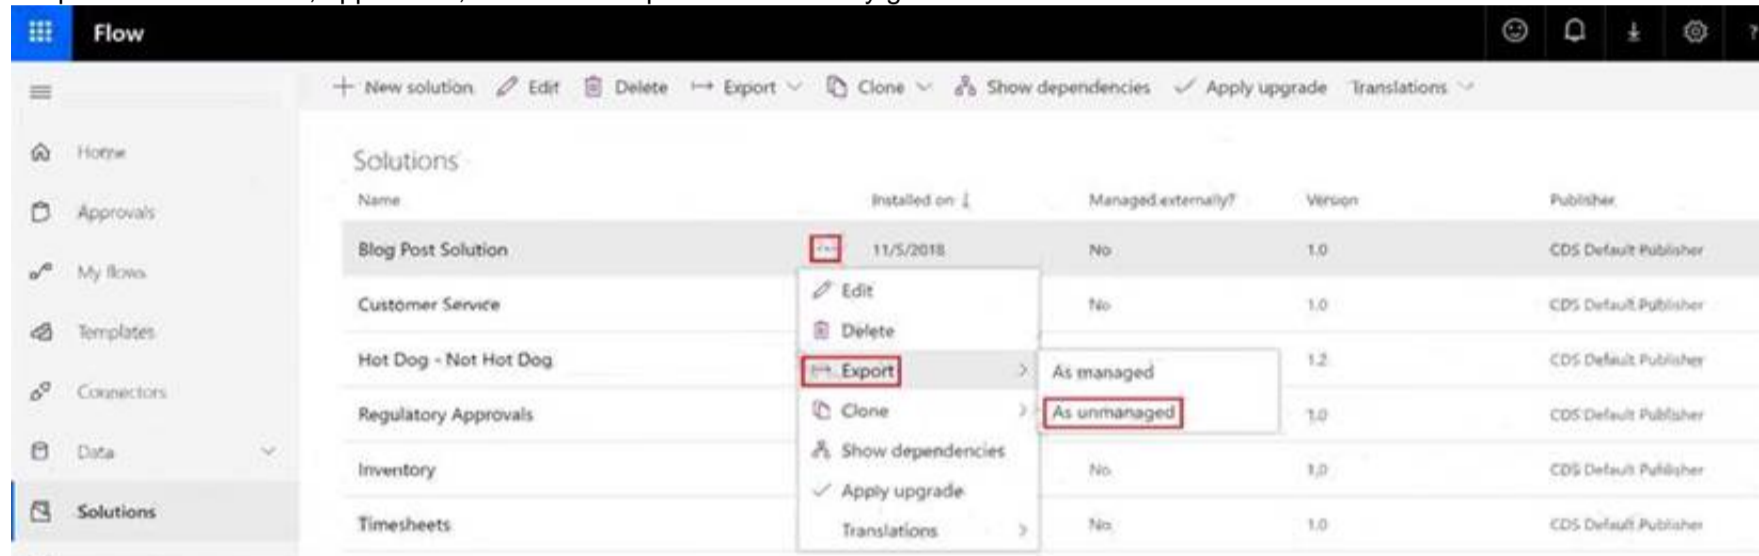 Flow
New solution Edit Delete Export Clone Show dependencies Apply upgrade Translations
Home
Approvals
My flows
Templates
Connectors
Data
Solutions
Solutions
Name Installed on Managed externally? Version Publisher
Blog Post Solution ... 11/5/2018 No 1.0 CDS Default Publisher
Customer Service No 1.0 CDS Default Publisher
Hot Dog - Not Hot Dog 1.2 CDS Default Publisher
Regulatory Approvals 1.0 CDS Default Publisher
Inventory No 1.0 CDS Default Publisher
Timesheets No 1.0 CDS Default Publisher
Edit
Delete
Export
Clone
Show dependencies
Apply upgrade
Translations
As managed
As unmanaged